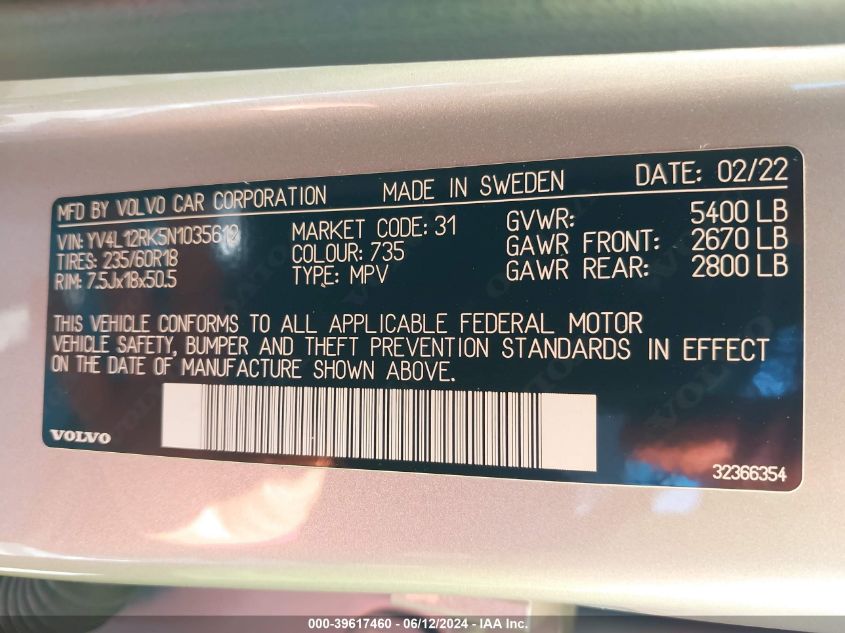 MFD BY VOLVO CAR CORPORATION MADE IN SWEDEN DATE: 02/22
VIN: YV4L12RK5N1035612 MARKET CODE: 31 GVWR: 5400 LB
TIRES: 235/60R18 COLOUR: 735 GAWR FRONT: 2670 LB
RIM: 7.5Jx18x50.5 TYPE: MPV GAWR REAR: 2800 LB
THIS VEHICLE CONFORMS TO ALL APPLICABLE FEDERAL MOTOR
VEHICLE SAFETY, BUMPER AND THEFT PREVENTION STANDARDS IN EFFECT
ON THE DATE OF MANUFACTURE SHOWN ABOVE.
VOLVO
32366354
000-39617460 - 06/12/2024 - IAA Inc.